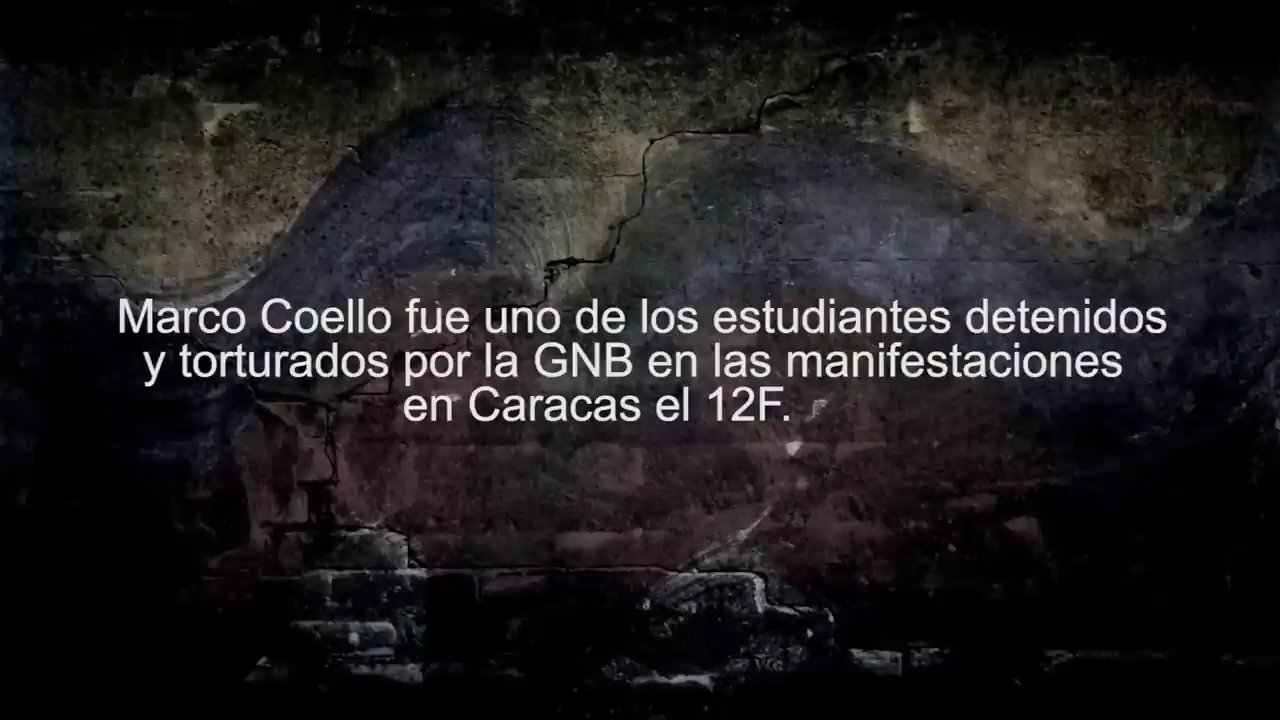 Marco Coello fue uno de los estudiantes detenidos
y torturados por la GNB en las manifestaciones
en Caracas el 12F.